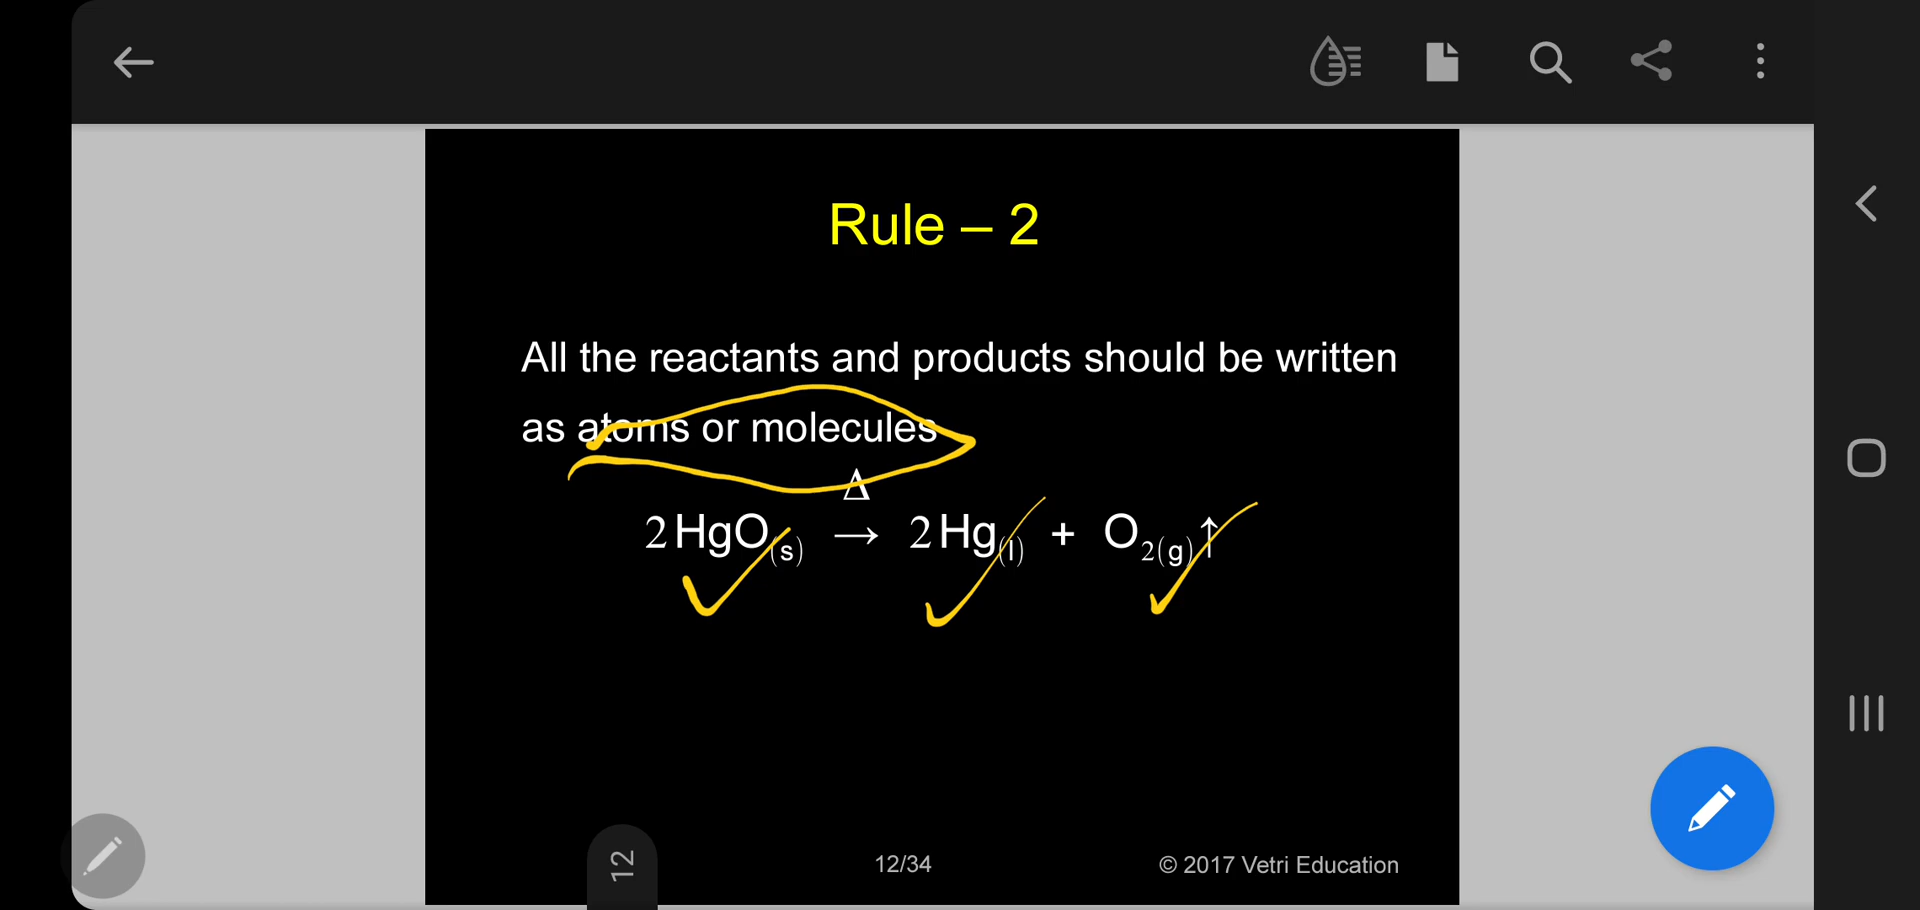 Rule – 2
All the reactants and products should be written
as atoms or molecules
Δ
2HgO(s) → 2Hg(l) + O2(g)↑
12
12/34
© 2017 Vetri Education